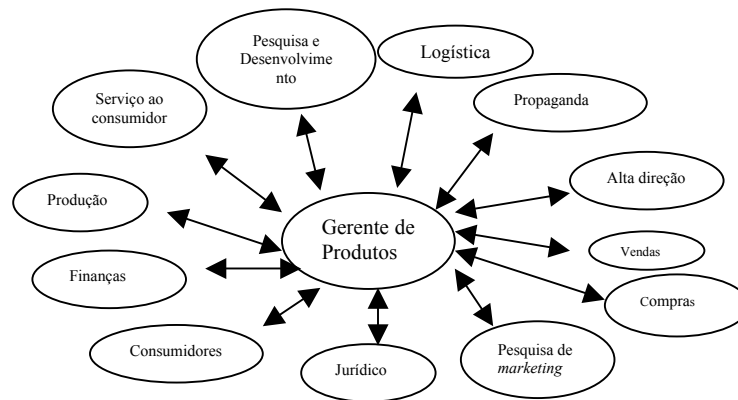 Pesquisa e
Desenvolvime
nto
Logística
Serviço ao
consumidor
Propaganda
Produção
Alta direção
Gerente de
Produtos
Vendas
Finanças
Compras
Consumidores
Jurídico
Pesquisa de
marketing